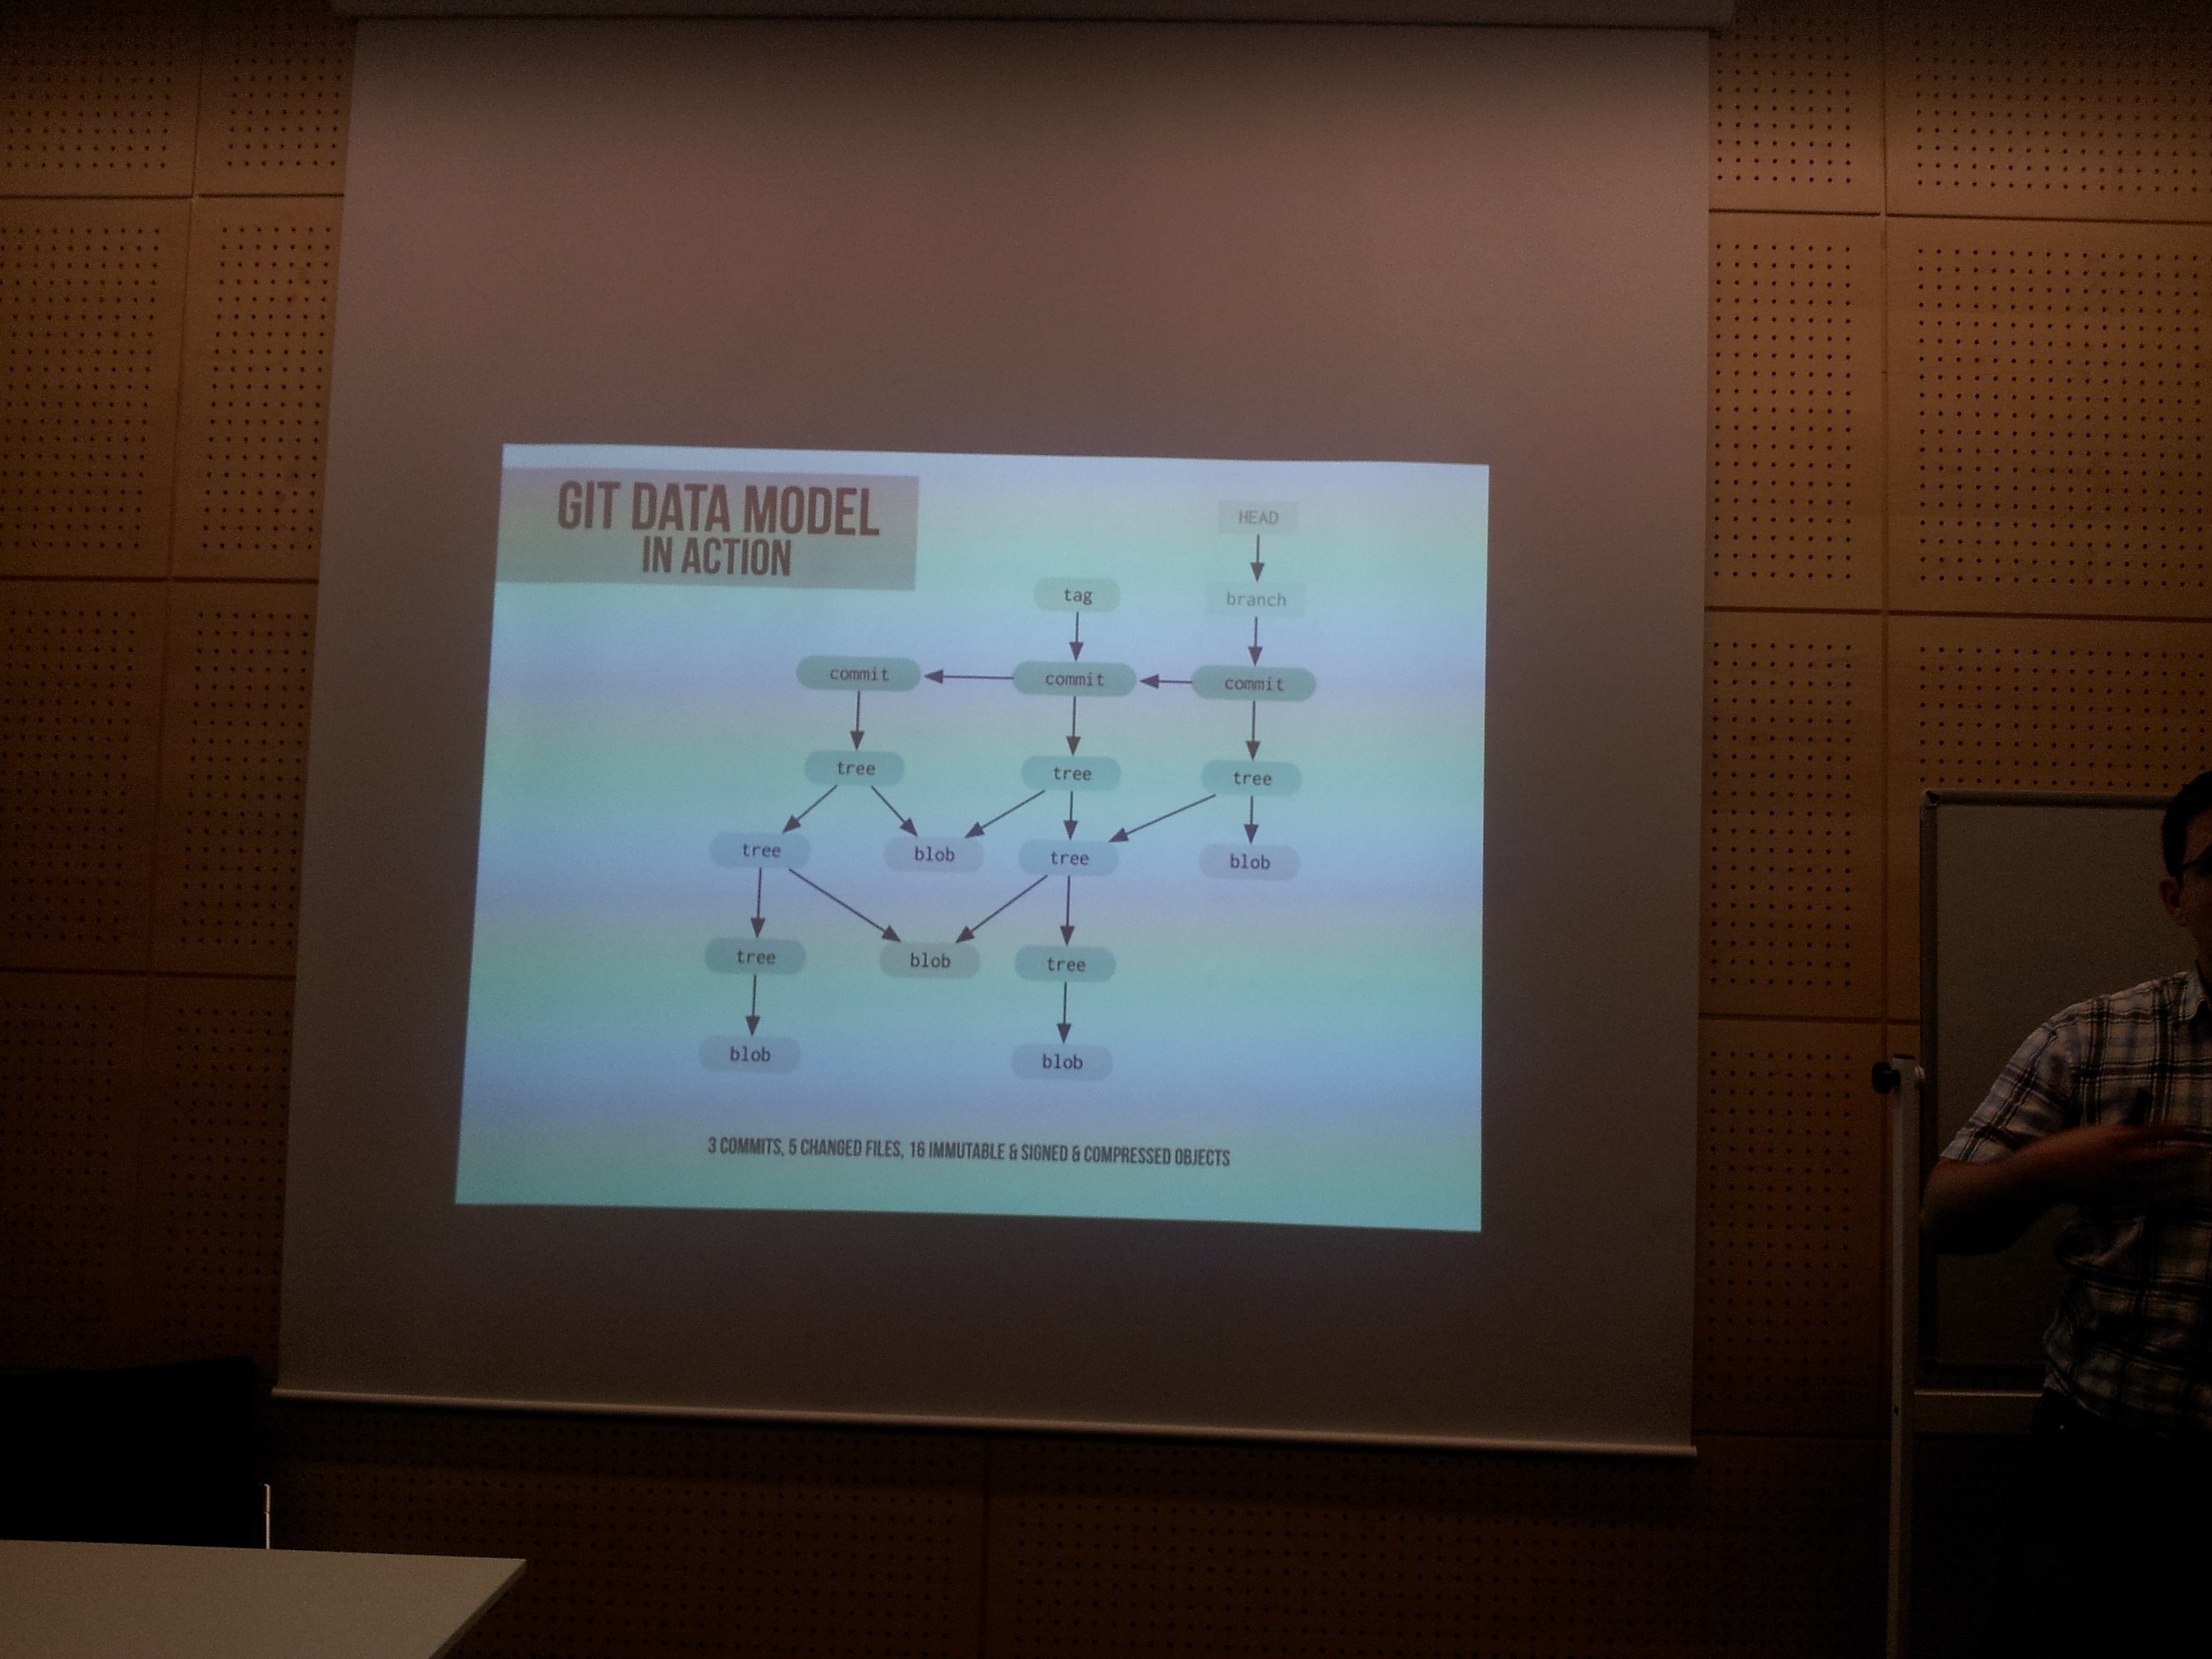 GIT DATA MODEL
IN ACTION
HEAD
tag
branch
commit commit commit
tree tree tree
tree blob tree blob
tree blob tree
blob blob
3 COMMITS, 5 CHANGED FILES, 16 IMMUTABLE & SIGNED & COMPRESSED OBJECTS